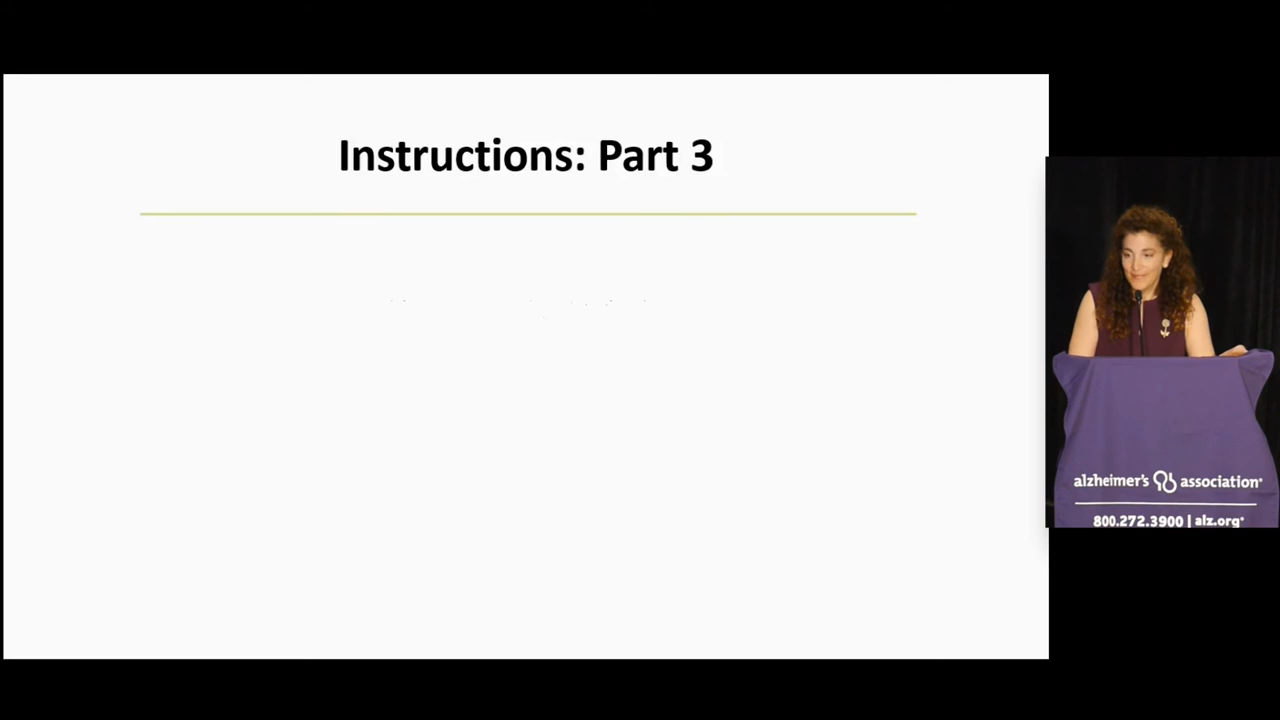 Instructions: Part 3
alzheimer's association®
800.272.3900 | alz.org®